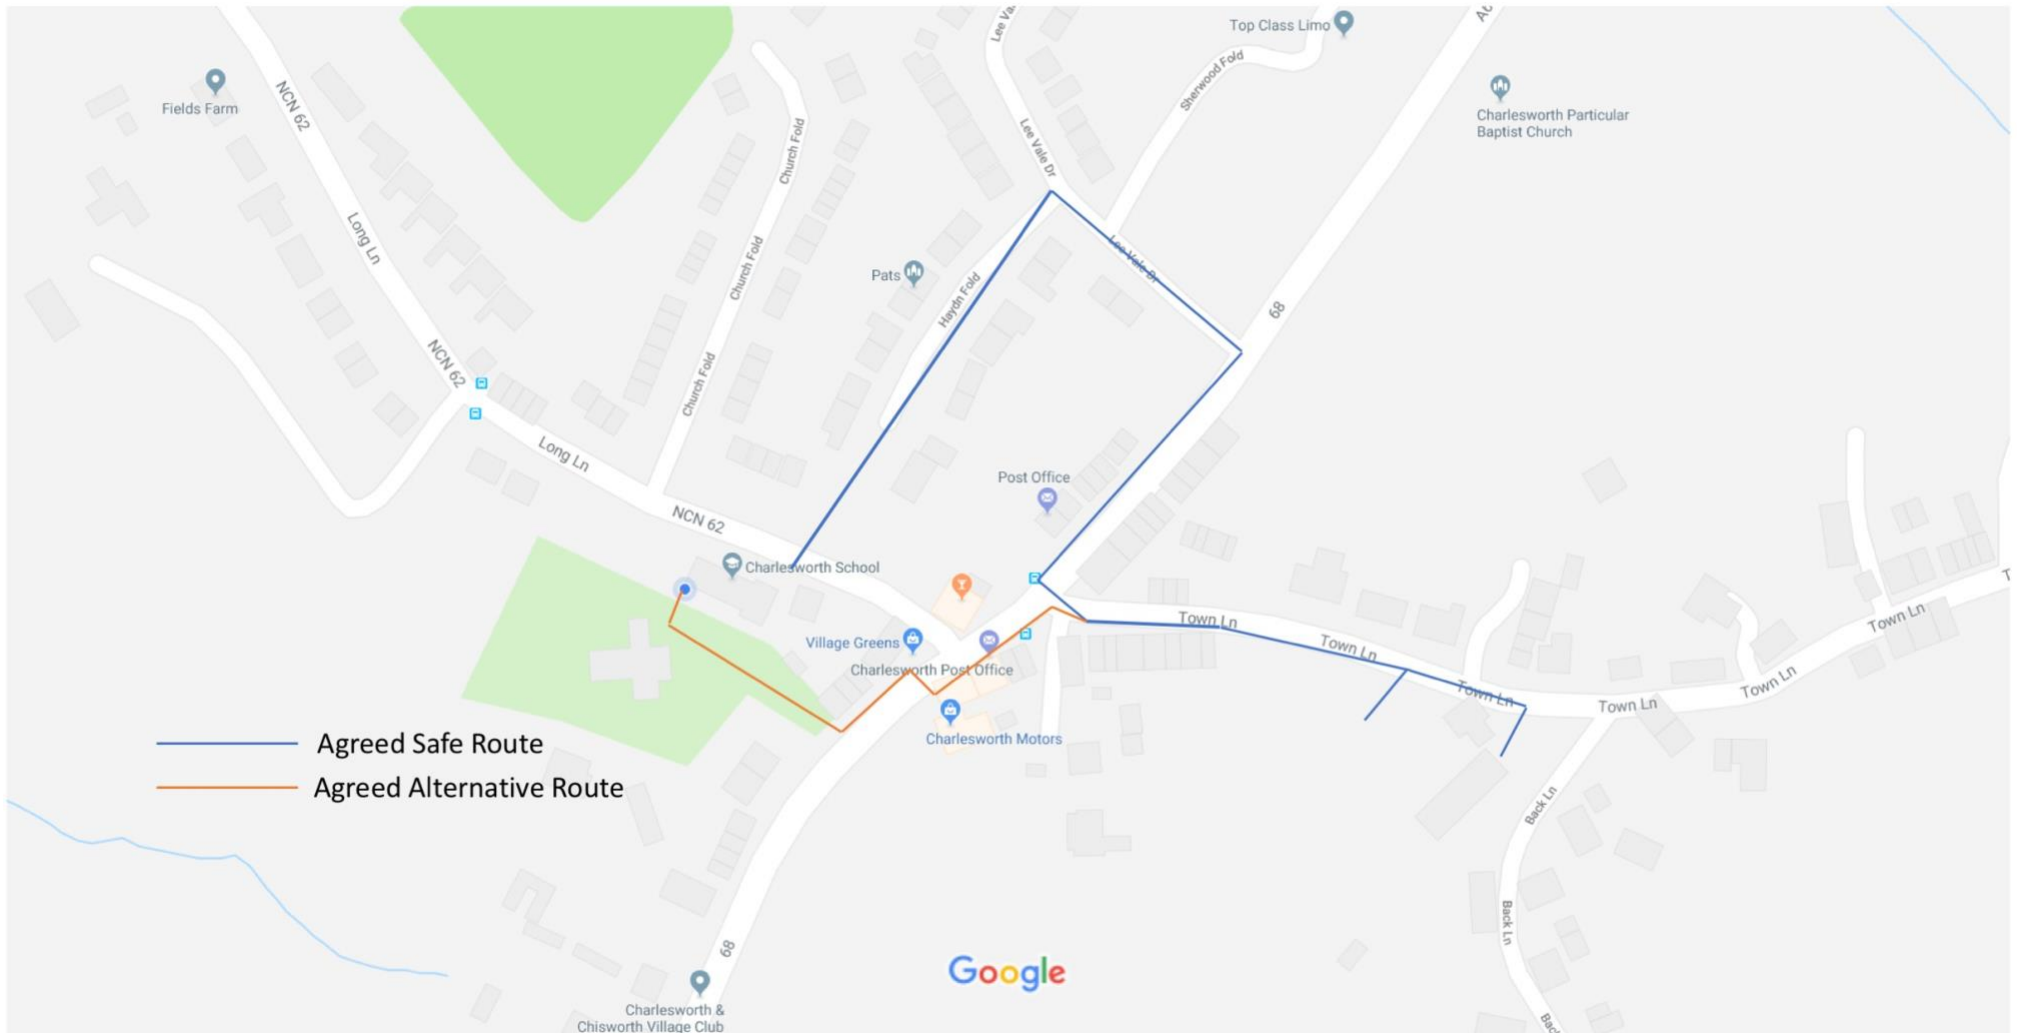 Top Class Limo
Lee Va
A6
Sherwood Fold
Fields Farm
NCN 62
Charlesworth Particular
Baptist Church
Lee Vale Dr
Church Fold
Long Ln
Church Fold
Lee Vale Dr
Pats
Haydn Fold
68
NCN 62
Church Fold
Long Ln
Post Office
NCN 62
Charlesworth School
T
Town Ln
Town Ln
Village Greens
Town Ln
Charlesworth Post Office
Town Ln
Town Ln
Town Ln
Charlesworth Motors
Agreed Safe Route
Agreed Alternative Route
Back Ln
Back Ln
68
Google
Charlesworth &
Chisworth Village Club
Bac